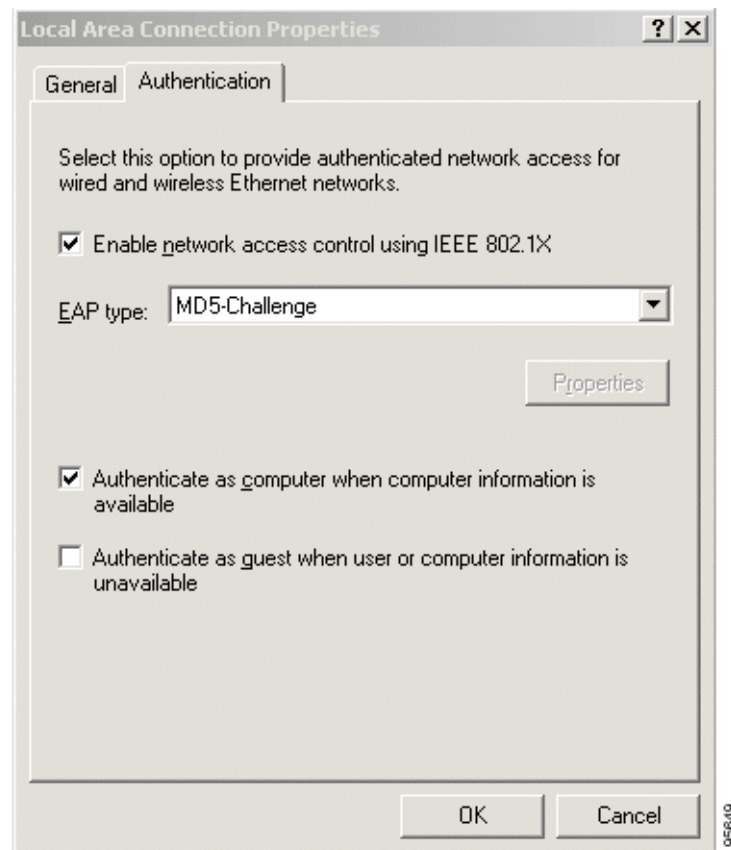 Local Area Connection Properties
General
Authentication
Select this option to provide authenticated network access for
wired and wireless Ethernet networks.
Enable network access control using IEEE 802.1X
EAP type:
MD5-Challenge
Properties
Authenticate as computer when computer information is
available
Authenticate as guest when user or computer information is
unavailable
OK
Cancel
95649